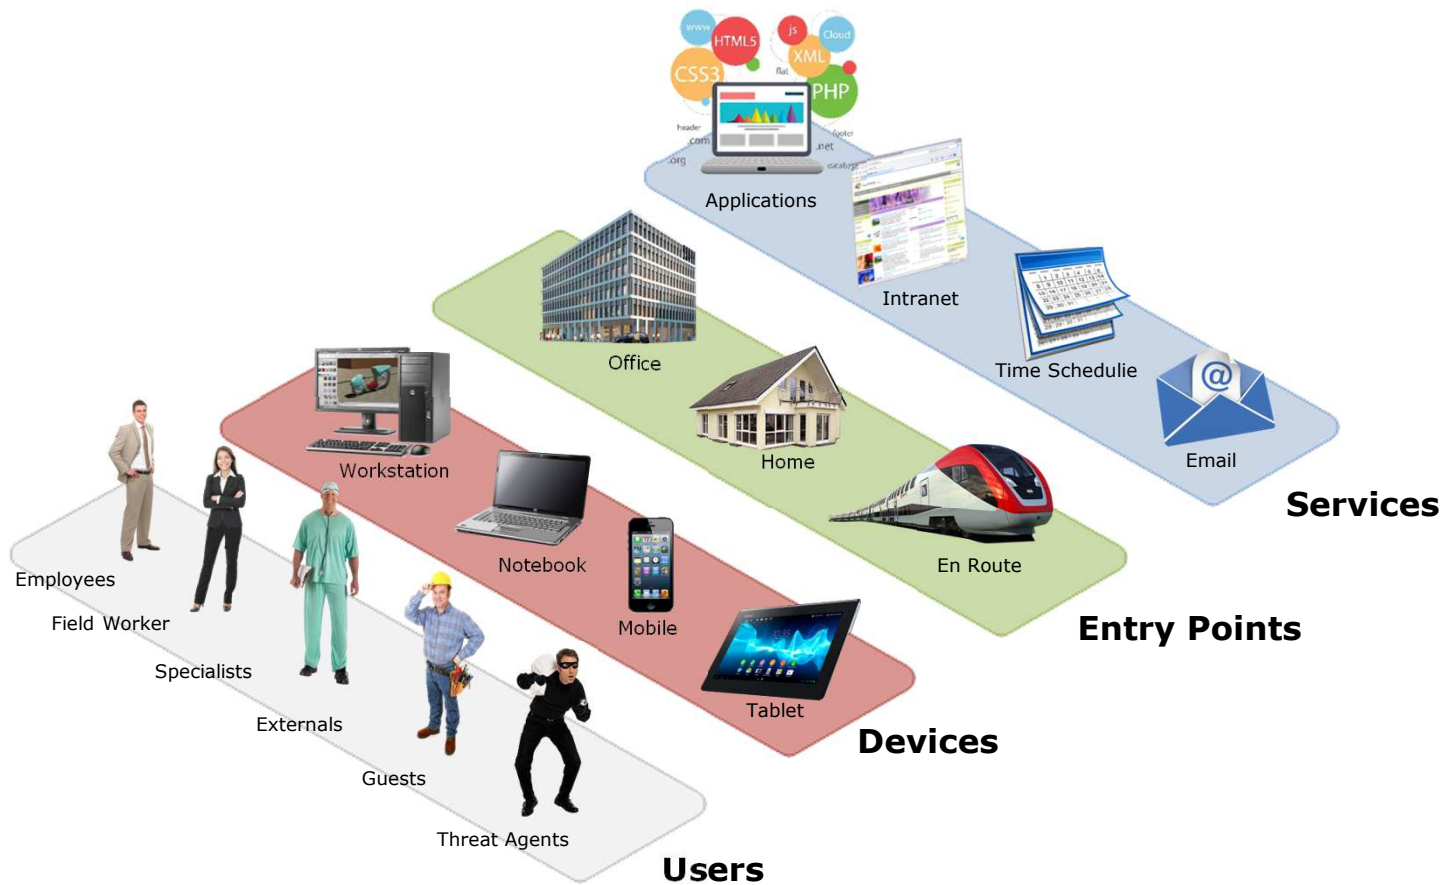 www
HTML5
CSS3
js
Cloud
XML
flat
PHP
header
.com
.org
footer
.net
database
Applications
Intranet
Time Schedulie
Email
Services
Office
Home
En Route
Entry Points
Workstation
Notebook
Mobile
Tablet
Devices
Employees
Field Worker
Specialists
Externals
Guests
Threat Agents
Users